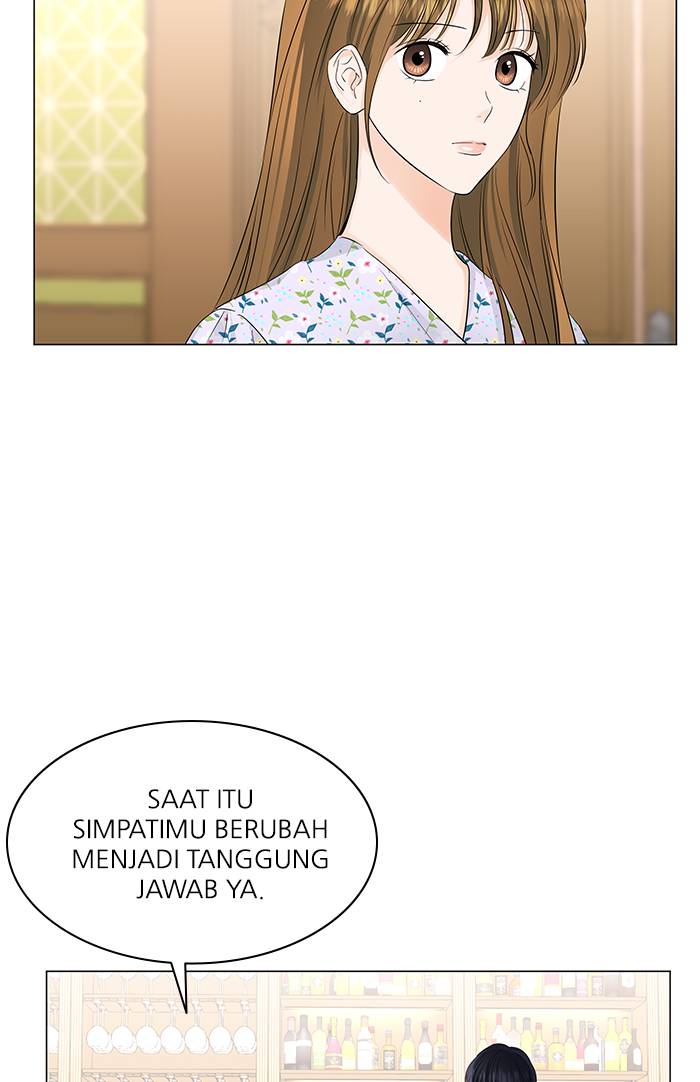 SAAT ITU
SIMPATIMU BERUBAH
MENJADI TANGGUNG
JAWAB YA.